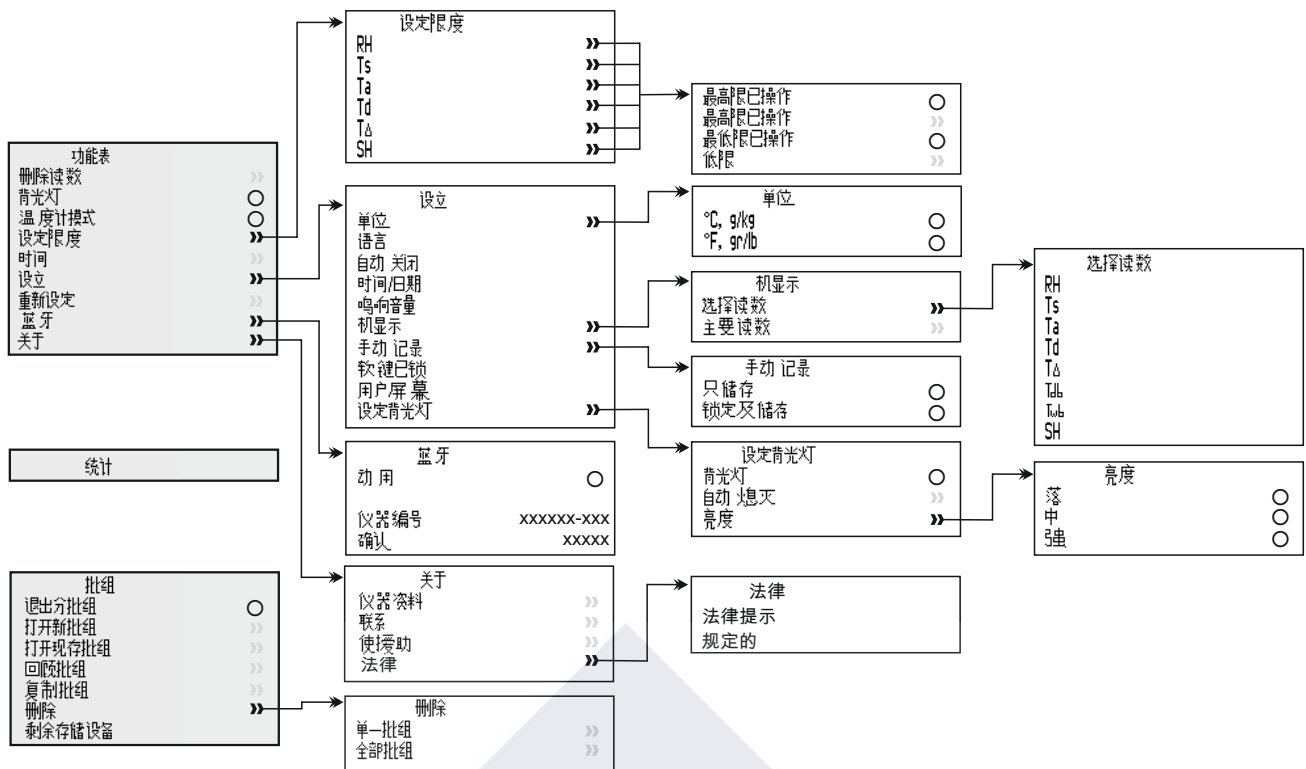 设定限度
RH
Ts
Ta
Td
T∆
SH
最高限已操作
最高限已操作
最低限已操作
低限
功能表
删除读数
背光灯
温度计摸式
设定限度
时间
设立
重新设定
蓝牙
关于
设立
单位
语言
自动 关闭
时间/日期
鸣响音量
机显示
手动 记录
软键已锁
用户屏幕
设定背光灯
单位
°C, g/kg
°F, gr/lb
机显示
选择读数
主要读数
选择读数
RH
Ts
Ta
Td
T∆
Tdb
Twb
SH
手动 记录
只储存
锁定及储存
统计
蓝牙
动用
仪器编号 xxxxxx-xxx
确认 xxxxx
设定背光灯
背光灯
自动 熄灭
亮度
亮度
落
中
强
批组
退出分批组
打开新批组
打开现存批组
回顾批组
复制批组
删除
剩余存储设备
关于
仪器资料
联系
使援助
法律
法律
法律提示
规定的
删除
单一批组
全部批组